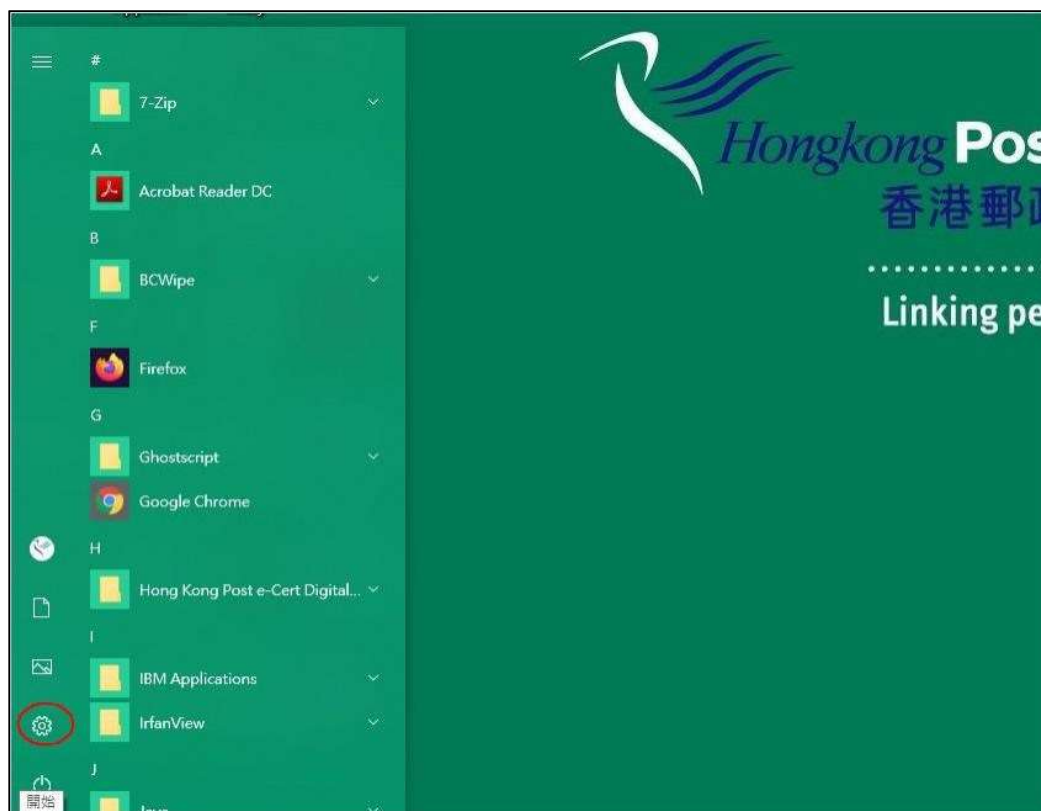 #
7-Zip
A
Acrobat Reader DC
B
BCWipe
F
Firefox
G
Ghostscript
Google Chrome
H
Hong Kong Post e-Cert Digital...
I
IBM Applications
IrfanView
J
開始
Hongkong Pos
香港郵
Linking pe